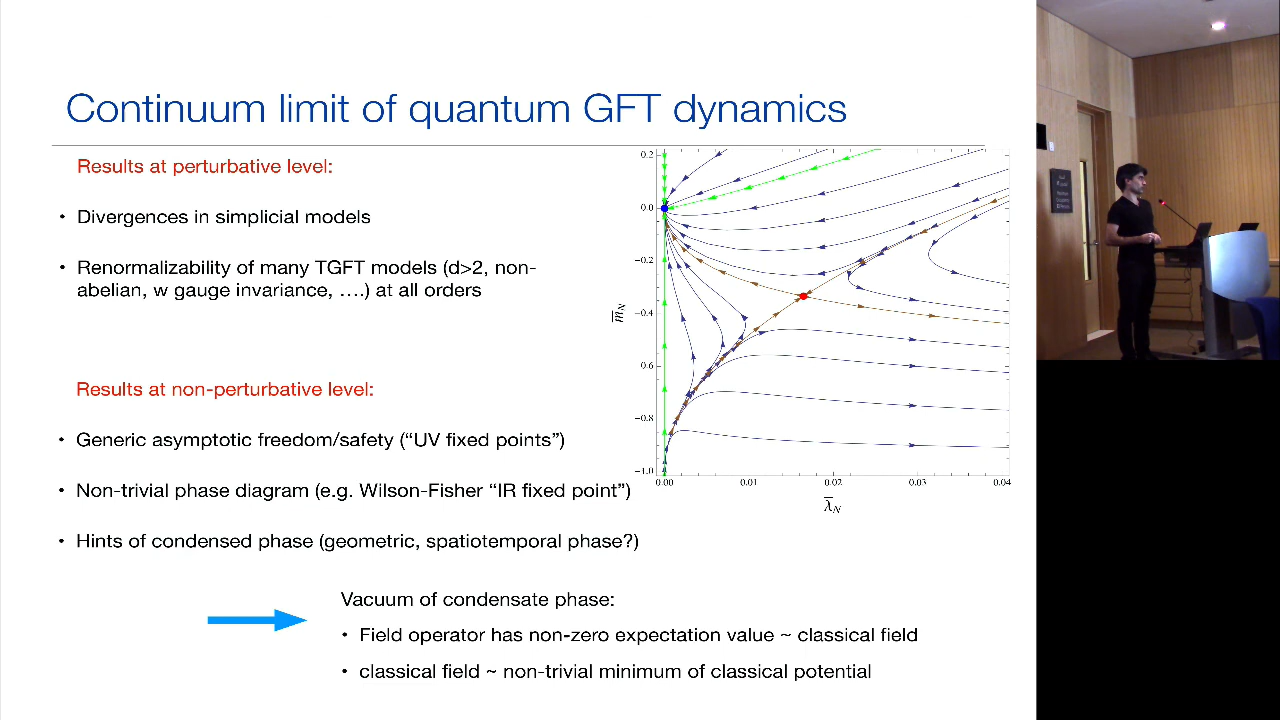 Continuum limit of quantum GFT dynamics
Results at perturbative level:
• Divergences in simplicial models
• Renormalizability of many TGFT models (d>2, non-
abelian, w gauge invariance, ….) at all orders
Results at non-perturbative level:
• Generic asymptotic freedom/safety (“UV fixed points”)
• Non-trivial phase diagram (e.g. Wilson-Fisher “IR fixed point”)
• Hints of condensed phase (geometric, spatiotemporal phase?)
0.2
0.0
−0.2
−0.4
−0.6
−0.8
−1.0
m̅_N
0.00 0.01 0.02 0.03 0.04
λ̅_N
Vacuum of condensate phase:
• Field operator has non-zero expectation value ~ classical field
• classical field ~ non-trivial minimum of classical potential